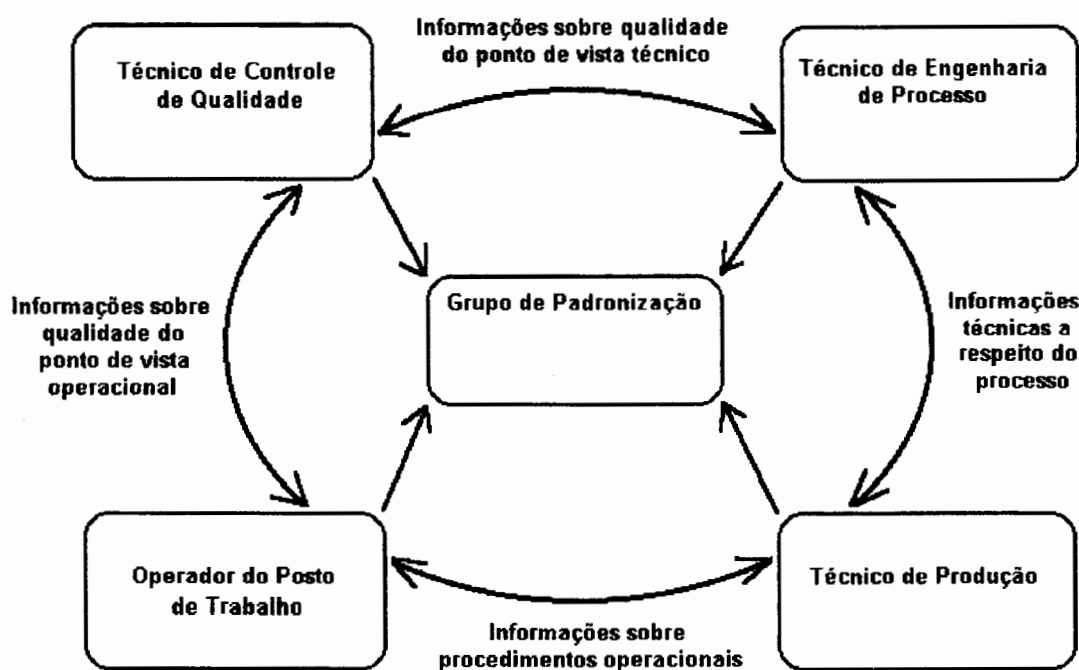 Informações sobre qualidade
do ponto de vista técnico
Técnico de Controle
de Qualidade
Técnico de Engenharia
de Processo
Grupo de Padronização
Informações sobre
qualidade do
ponto de vista
operacional
Informações
técnicas a
respeito do
processo
Operador do Posto
de Trabalho
Técnico de Produção
Informações sobre
procedimentos operacionais